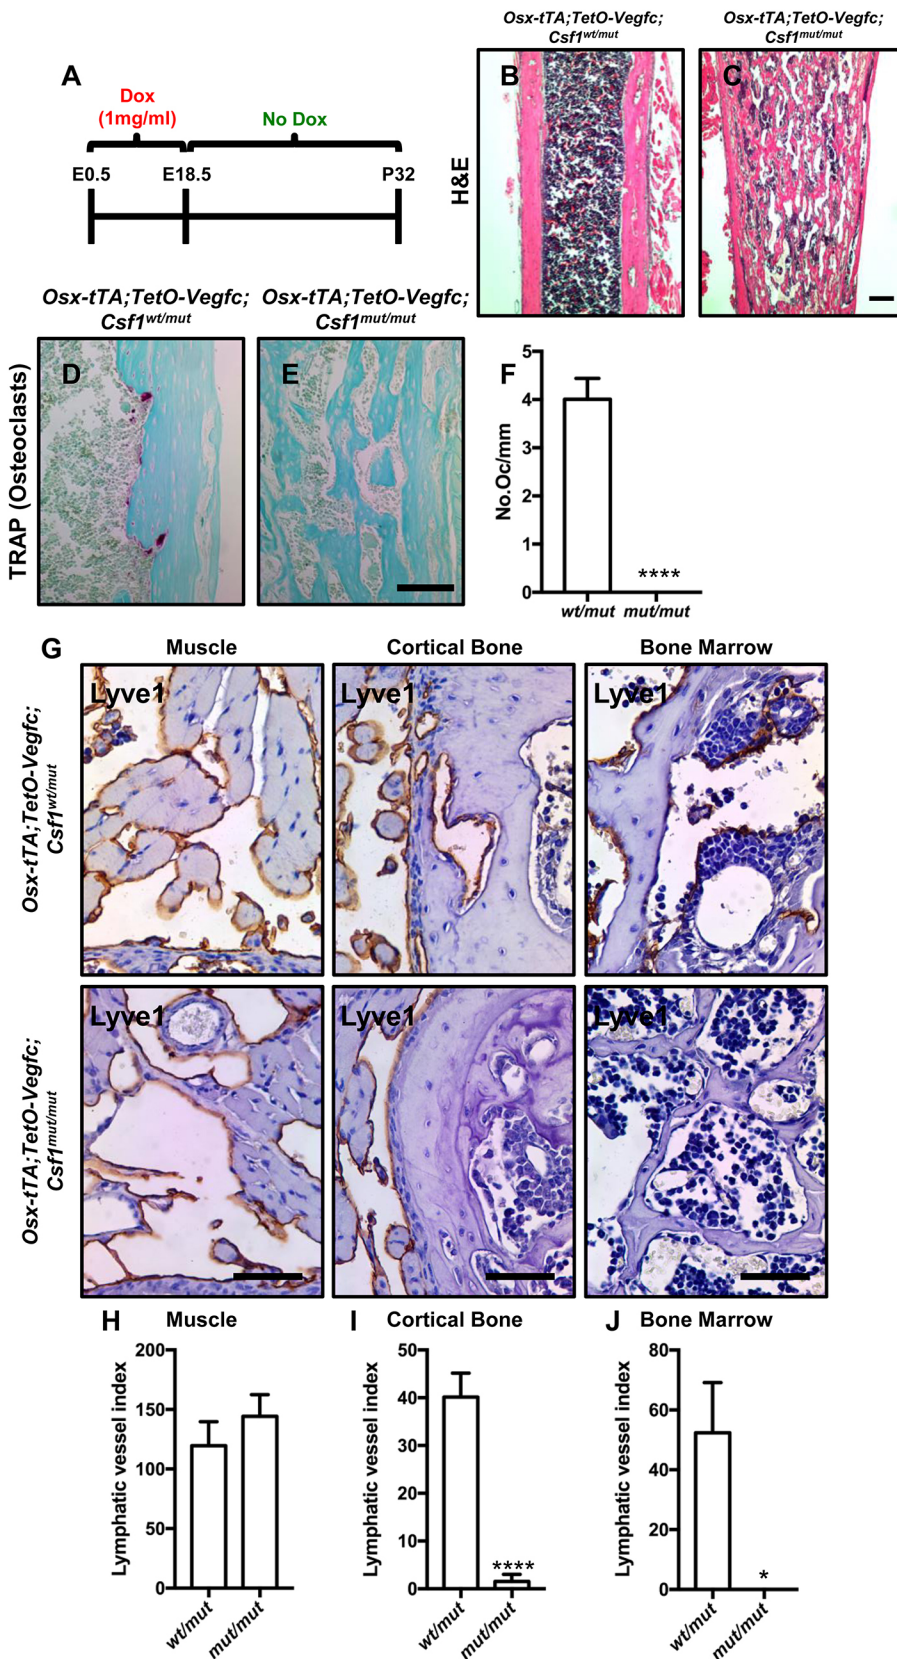 A
Dox
(1mg/ml)
No Dox
E0.5
E18.5
P32
Osx-tTA;TetO-Vegfc;
Csf1wt/mut
Osx-tTA;TetO-Vegfc;
Csf1mut/mut
H&E
B
C
Osx-tTA;TetO-Vegfc;
Csf1wt/mut
Osx-tTA;TetO-Vegfc;
Csf1mut/mut
TRAP (Osteoclasts)
D
E
F
No.Oc/mm
5
4
3
2
1
0
****
wt/mut
mut/mut
G
Muscle
Cortical Bone
Bone Marrow
Osx-tTA;TetO-Vegfc;
Csf1wt/mut
Lyve1
Lyve1
Lyve1
Osx-tTA;TetO-Vegfc;
Csf1mut/mut
Lyve1
Lyve1
Lyve1
H
Muscle
Lymphatic vessel index
200
150
100
50
0
wt/mut
mut/mut
I
Cortical Bone
Lymphatic vessel index
50
40
30
20
10
0
****
wt/mut
mut/mut
J
Bone Marrow
Lymphatic vessel index
80
60
40
20
0
*
wt/mut
mut/mut